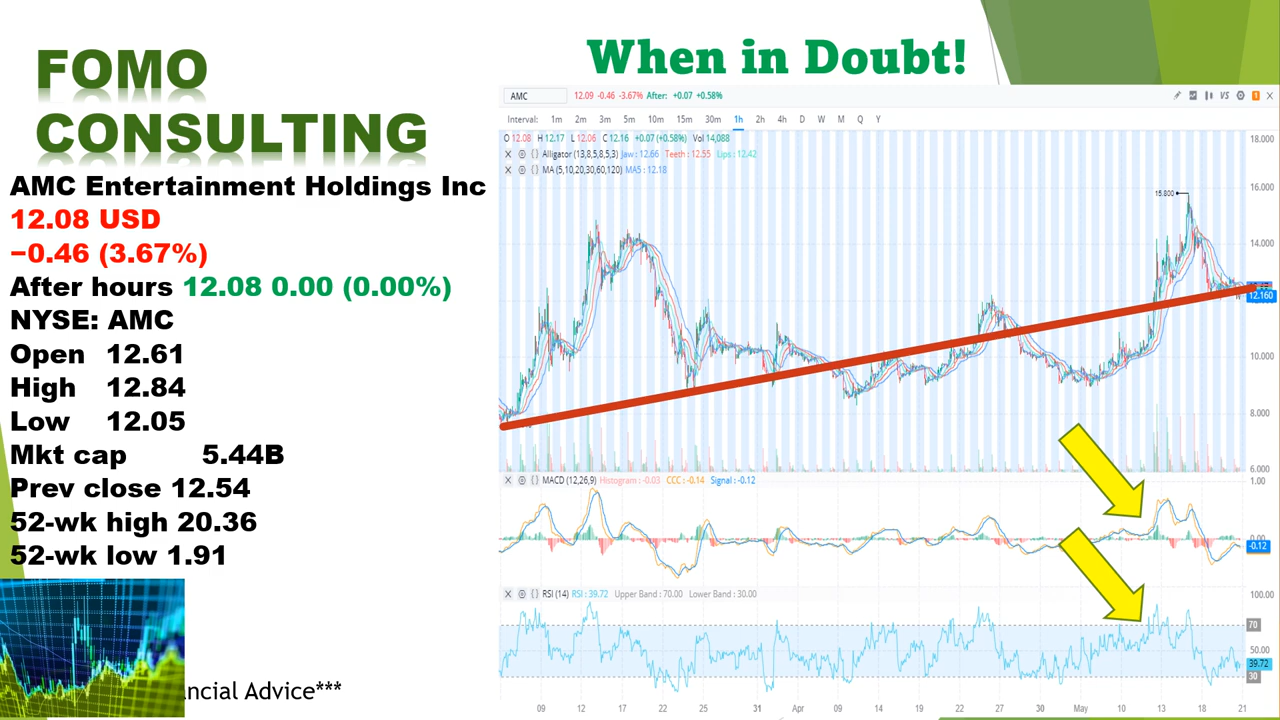 FOMO
CONSULTING
AMC Entertainment Holdings Inc
12.08 USD
−0.46 (3.67%)
After hours 12.08 0.00 (0.00%)
NYSE: AMC
Open 12.61
High 12.84
Low 12.05
Mkt cap 5.44B
Prev close 12.54
52-wk high 20.36
52-wk low 1.91
ncial Advice***
When in Doubt!
AMC 12.09 -0.46 -3.67% After: +0.07 +0.58% VS 1
Interval: 1m 2m 3m 5m 10m 15m 30m 1h 2h 4h D W M Q Y
O 12.08 H 12.17 L 12.06 C 12.16 +0.07 (+0.58%) Vol 14,088
Alligator (13,8,5,8,5,3) Jaw : 12.66 Teeth : 12.55 Lips : 12.42
MA (5,10,20,30,60,120) MA5 : 12.18
18.000
16.000
15.800
14.000
12.160
10.000
8.000
6.000
MACD (12,26,9) Histogram : -0.03 CCC : -0.14 Signal : -0.12
1.00
0.00
-0.12
RSI (14) RSI : 39.72 Upper Band : 70.00 Lower Band : 30.00
100.00
70
50.00
39.72
30
09 12 17 22 25 31 Apr 09 14 17 22 27 30 May 10 13 18 21